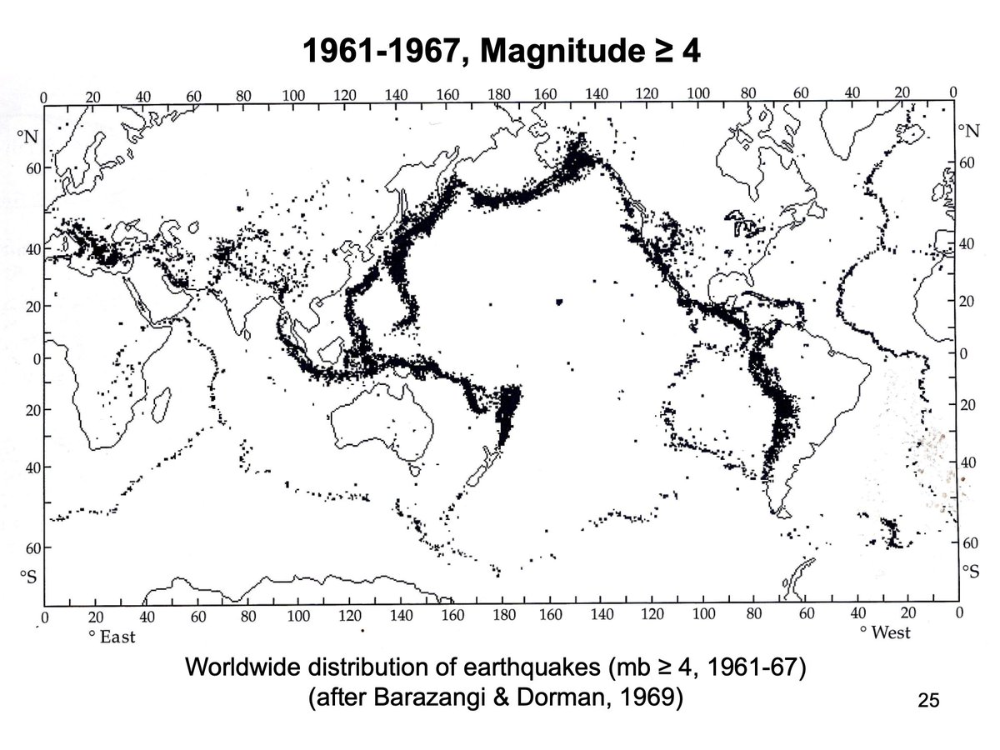 1961-1967, Magnitude ≥ 4
0 20 40 60 80 100 120 140 160 180 160 140 120 100 80 60 40 20 0
°N °N
60 60
40 40
20 20
0 0
20 20
40 40
60 60
°S °S
0 20 40 60 80 100 120 140 160 180 160 140 120 100 80 60 40 20 0
° East ° West
Worldwide distribution of earthquakes (mb ≥ 4, 1961-67)
(after Barazangi & Dorman, 1969)
25